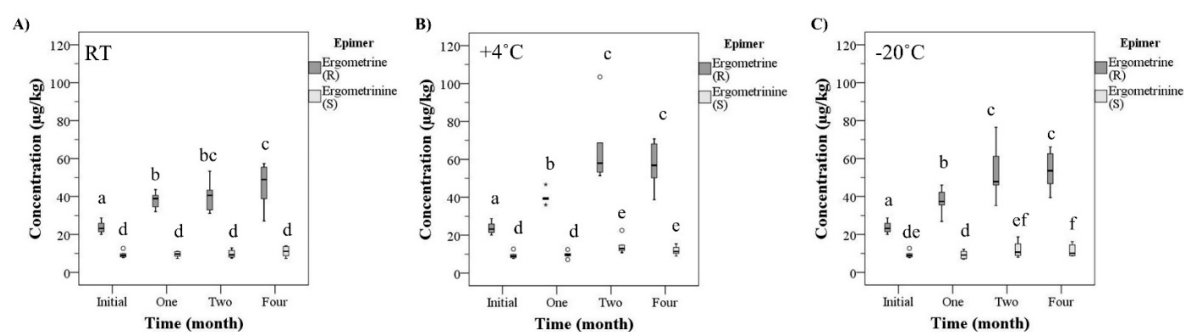 A)
RT
Concentration (µg/kg)
120
100
80
60
40
20
0
a
b
bc
c
d
d
d
d
Initial
One
Two
Four
Time (month)
Epimer
Ergometrine
(R)
Ergometrinine
(S)
B)
+4˚C
Concentration (µg/kg)
120
100
80
60
40
20
0
a
b
c
c
d
d
e
e
Initial
One
Two
Four
Time (month)
Epimer
Ergometrine
(R)
Ergometrinine
(S)
C)
-20˚C
Concentration (µg/kg)
120
100
80
60
40
20
0
a
b
c
c
de
d
ef
f
Initial
One
Two
Four
Time (month)
Epimer
Ergometrine
(R)
Ergometrinine
(S)